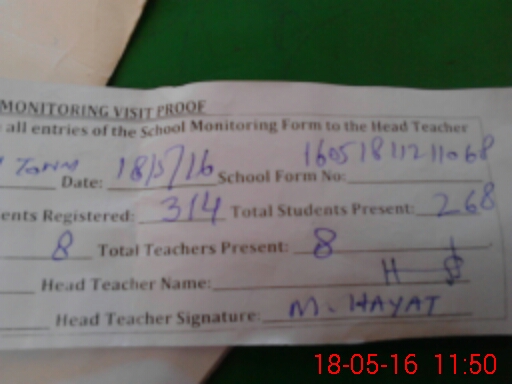 MONITORING VISIT PROOF
all entries of the School Monitoring Form to the Head Teacher
Date: 18/5/16 School Form No: 16051811211068
ents Registered: 314 Total Students Present: 268
8 Total Teachers Present: 8
Head Teacher Name:
Head Teacher Signature: M. HAYAT
18-05-16 11:50